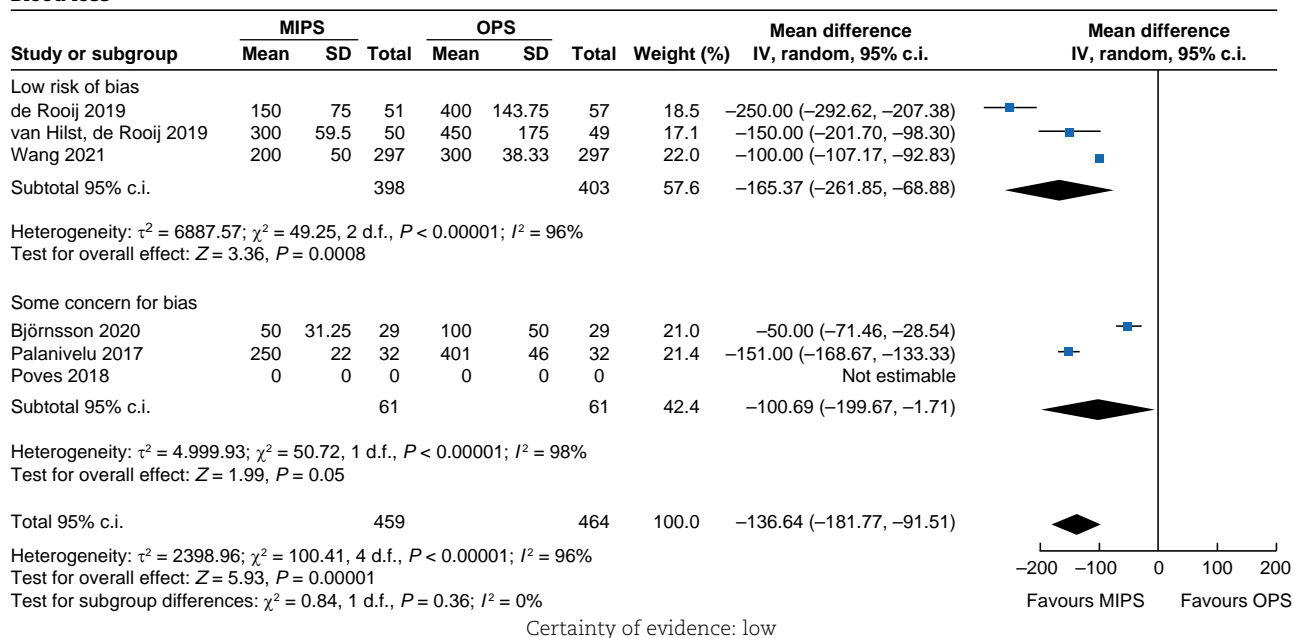 MIPS OPS Mean difference Mean difference
Study or subgroup Mean SD Total Mean SD Total Weight (%) IV, random, 95% c.i. IV, random, 95% c.i.
Low risk of bias
de Rooij 2019 150 75 51 400 143.75 57 18.5 –250.00 (–292.62, –207.38)
van Hilst, de Rooij 2019 300 59.5 50 450 175 49 17.1 –150.00 (–201.70, –98.30)
Wang 2021 200 50 297 300 38.33 297 22.0 –100.00 (–107.17, –92.83)
Subtotal 95% c.i. 398 403 57.6 –165.37 (–261.85, –68.88)
Heterogeneity: τ² = 6887.57; χ² = 49.25, 2 d.f., P < 0.00001; I² = 96%
Test for overall effect: Z = 3.36, P = 0.0008
Some concern for bias
Björnsson 2020 50 31.25 29 100 50 29 21.0 –50.00 (–71.46, –28.54)
Palanivelu 2017 250 22 32 401 46 32 21.4 –151.00 (–168.67, –133.33)
Poves 2018 0 0 0 0 0 0 Not estimable
Subtotal 95% c.i. 61 61 42.4 –100.69 (–199.67, –1.71)
Heterogeneity: τ² = 4.999.93; χ² = 50.72, 1 d.f., P < 0.00001; I² = 98%
Test for overall effect: Z = 1.99, P = 0.05
Total 95% c.i. 459 464 100.0 –136.64 (–181.77, –91.51)
Heterogeneity: τ² = 2398.96; χ² = 100.41, 4 d.f., P < 0.00001; I² = 96%
Test for overall effect: Z = 5.93, P = 0.00001
Test for subgroup differences: χ² = 0.84, 1 d.f., P = 0.36; I² = 0%
–200 –100 0 100 200
Favours MIPS Favours OPS
Certainty of evidence: low